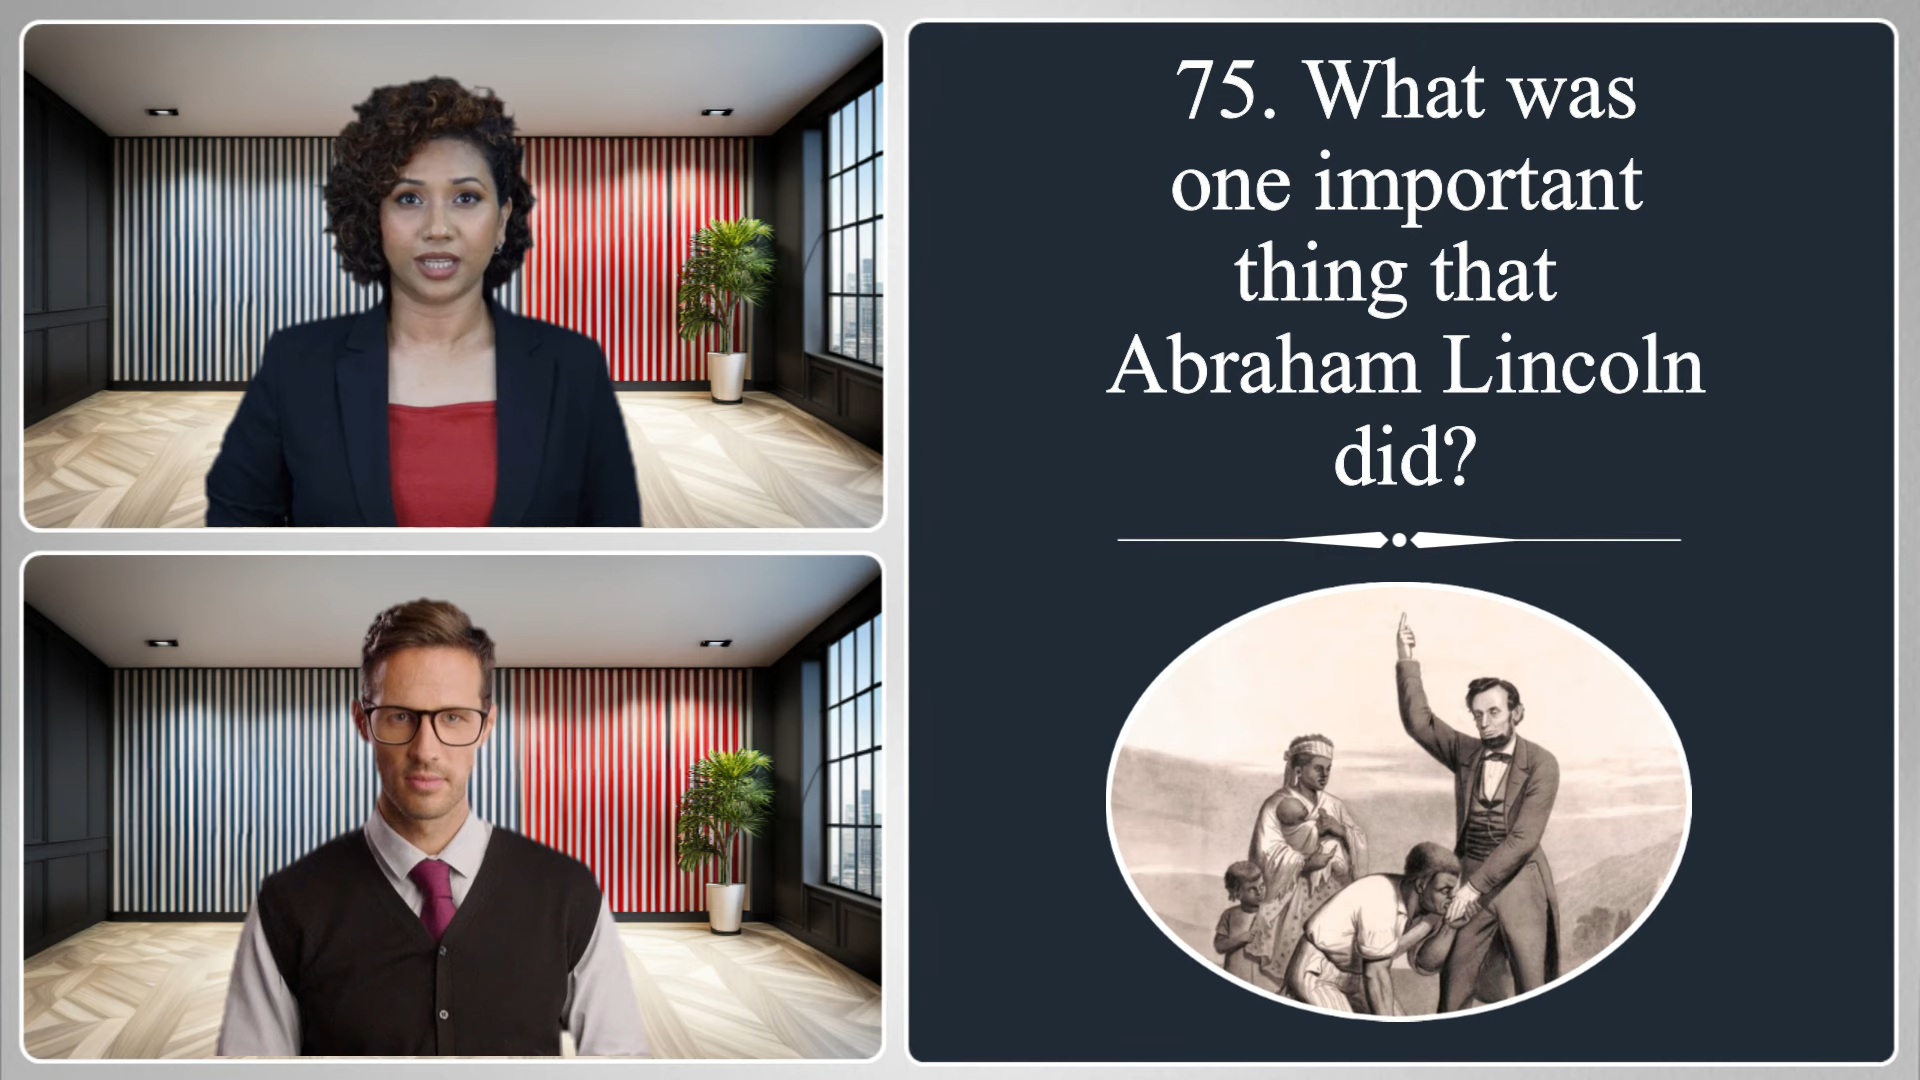 75. What was
one important
thing that
Abraham Lincoln
did?